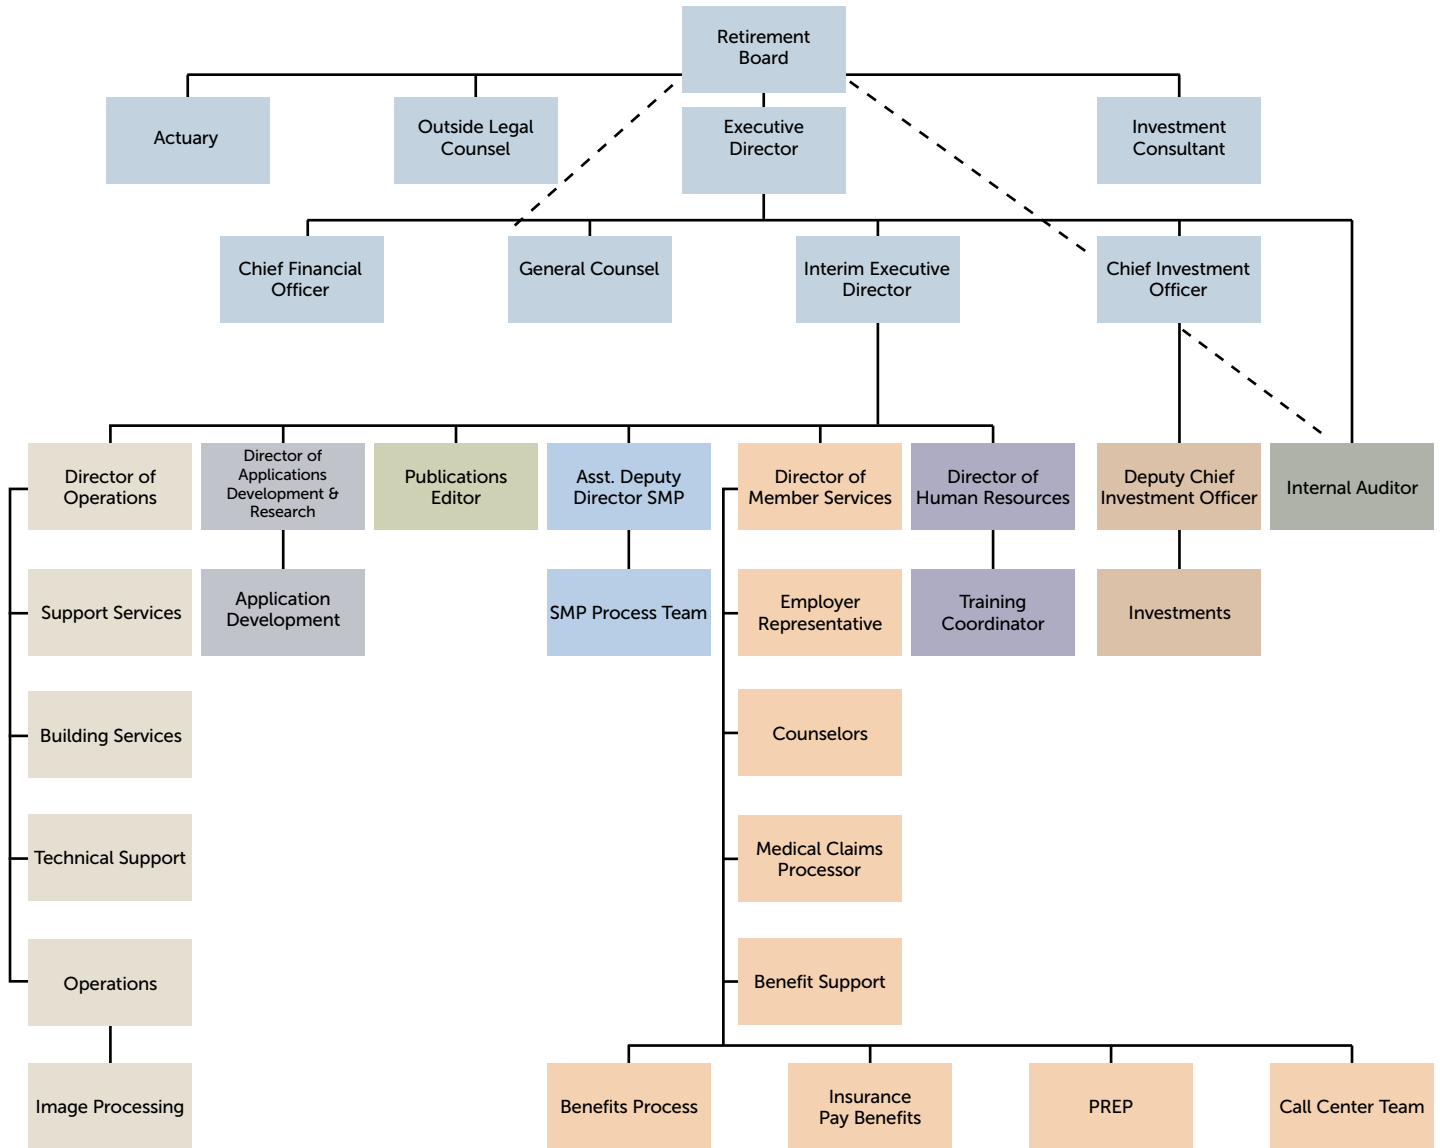 Retirement
Board
Actuary
Outside Legal
Counsel
Executive
Director
Investment
Consultant
Chief Financial
Officer
General Counsel
Interim Executive
Director
Chief Investment
Officer
Director of
Operations
Director of
Applications
Development &
Research
Publications
Editor
Asst. Deputy
Director SMP
Director of
Member Services
Director of
Human Resources
Deputy Chief
Investment Officer
Internal Auditor
Support Services
Application
Development
SMP Process Team
Employer
Representative
Training
Coordinator
Investments
Building Services
Counselors
Technical Support
Medical Claims
Processor
Operations
Benefit Support
Image Processing
Benefits Process
Insurance
Pay Benefits
PREP
Call Center Team